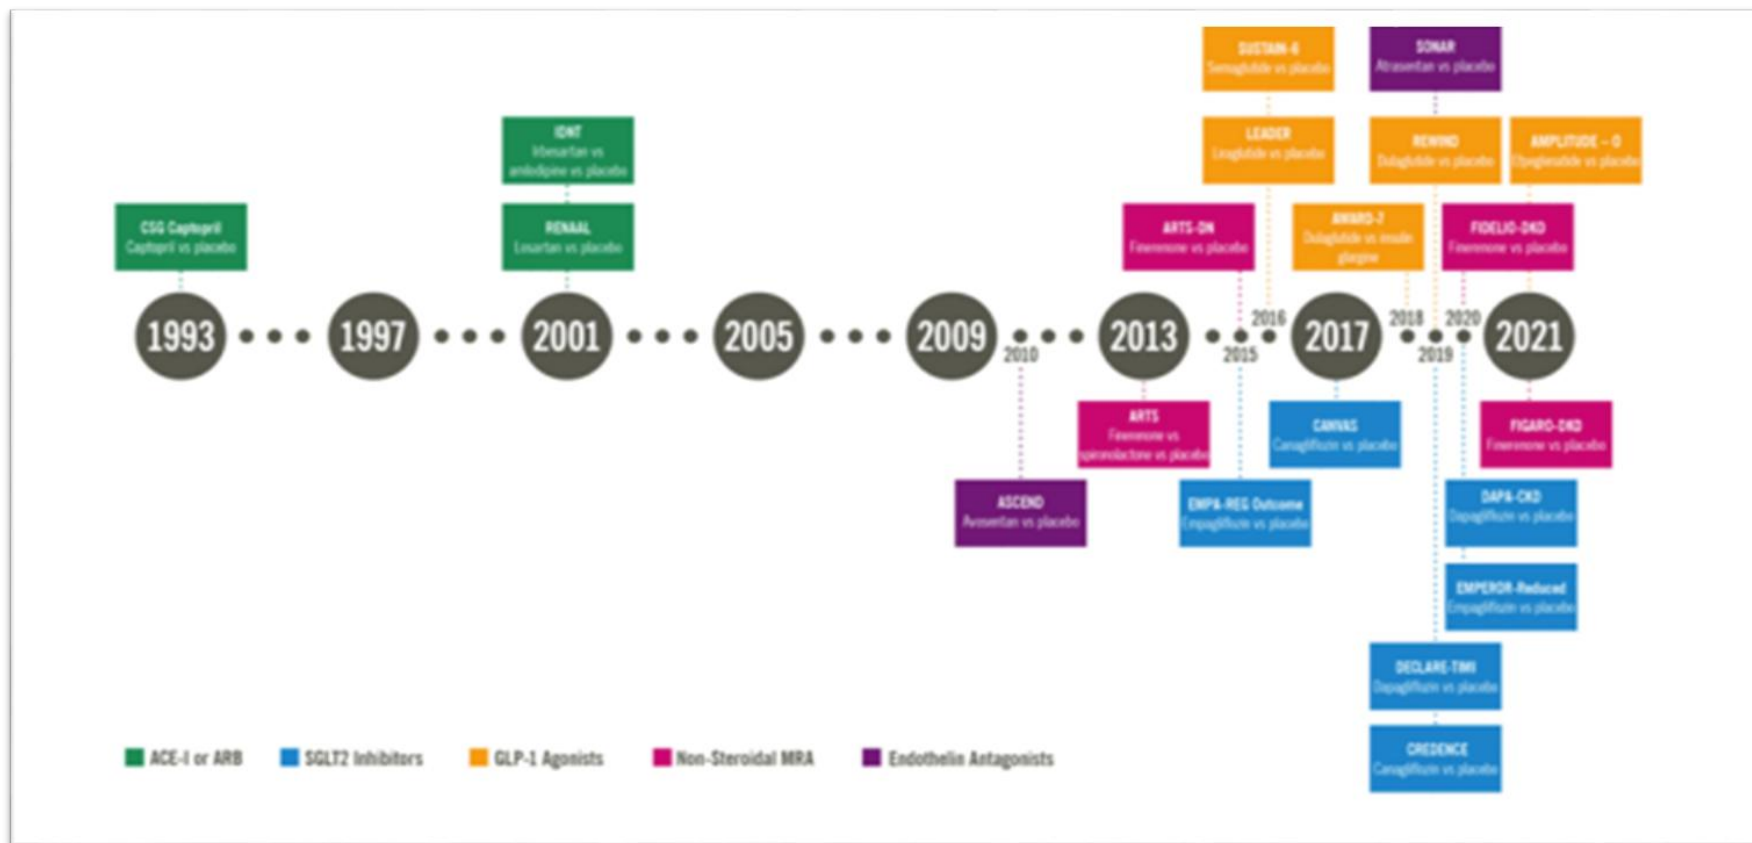 SUSTAIN-6
Semaglutide vs placebo
SONAR
Atrasentan vs placebo
IDNT
Irbesartan vs
amlodipine vs placebo
LEADER
Liraglutide vs placebo
REWIND
Dulaglutide vs placebo
AMPLITUDE – O
Efpeglenatide vs placebo
CSG Captopril
Captopril vs placebo
RENAAL
Losartan vs placebo
ARTS-DN
Finerenone vs placebo
AWARD-7
Dulaglutide vs insulin
glargine
FIDELIO-DKD
Finerenone vs placebo
1993
1997
2001
2005
2009
2010
2013
2015
2016
2017
2018
2019
2020
2021
ARTS
Finerenone vs
spironolactone vs placebo
CANVAS
Canagliflozin vs placebo
FIGARO-DKD
Finerenone vs placebo
ASCEND
Avosentan vs placebo
EMPA-REG Outcome
Empagliflozin vs placebo
DAPA-CKD
Dapagliflozin vs placebo
EMPEROR-Reduced
Empagliflozin vs placebo
DECLARE-TIMI
Dapagliflozin vs placebo
CREDENCE
Canagliflozin vs placebo
ACE-I or ARB
SGLT2 Inhibitors
GLP-1 Agonists
Non-Steroidal MRA
Endothelin Antagonists